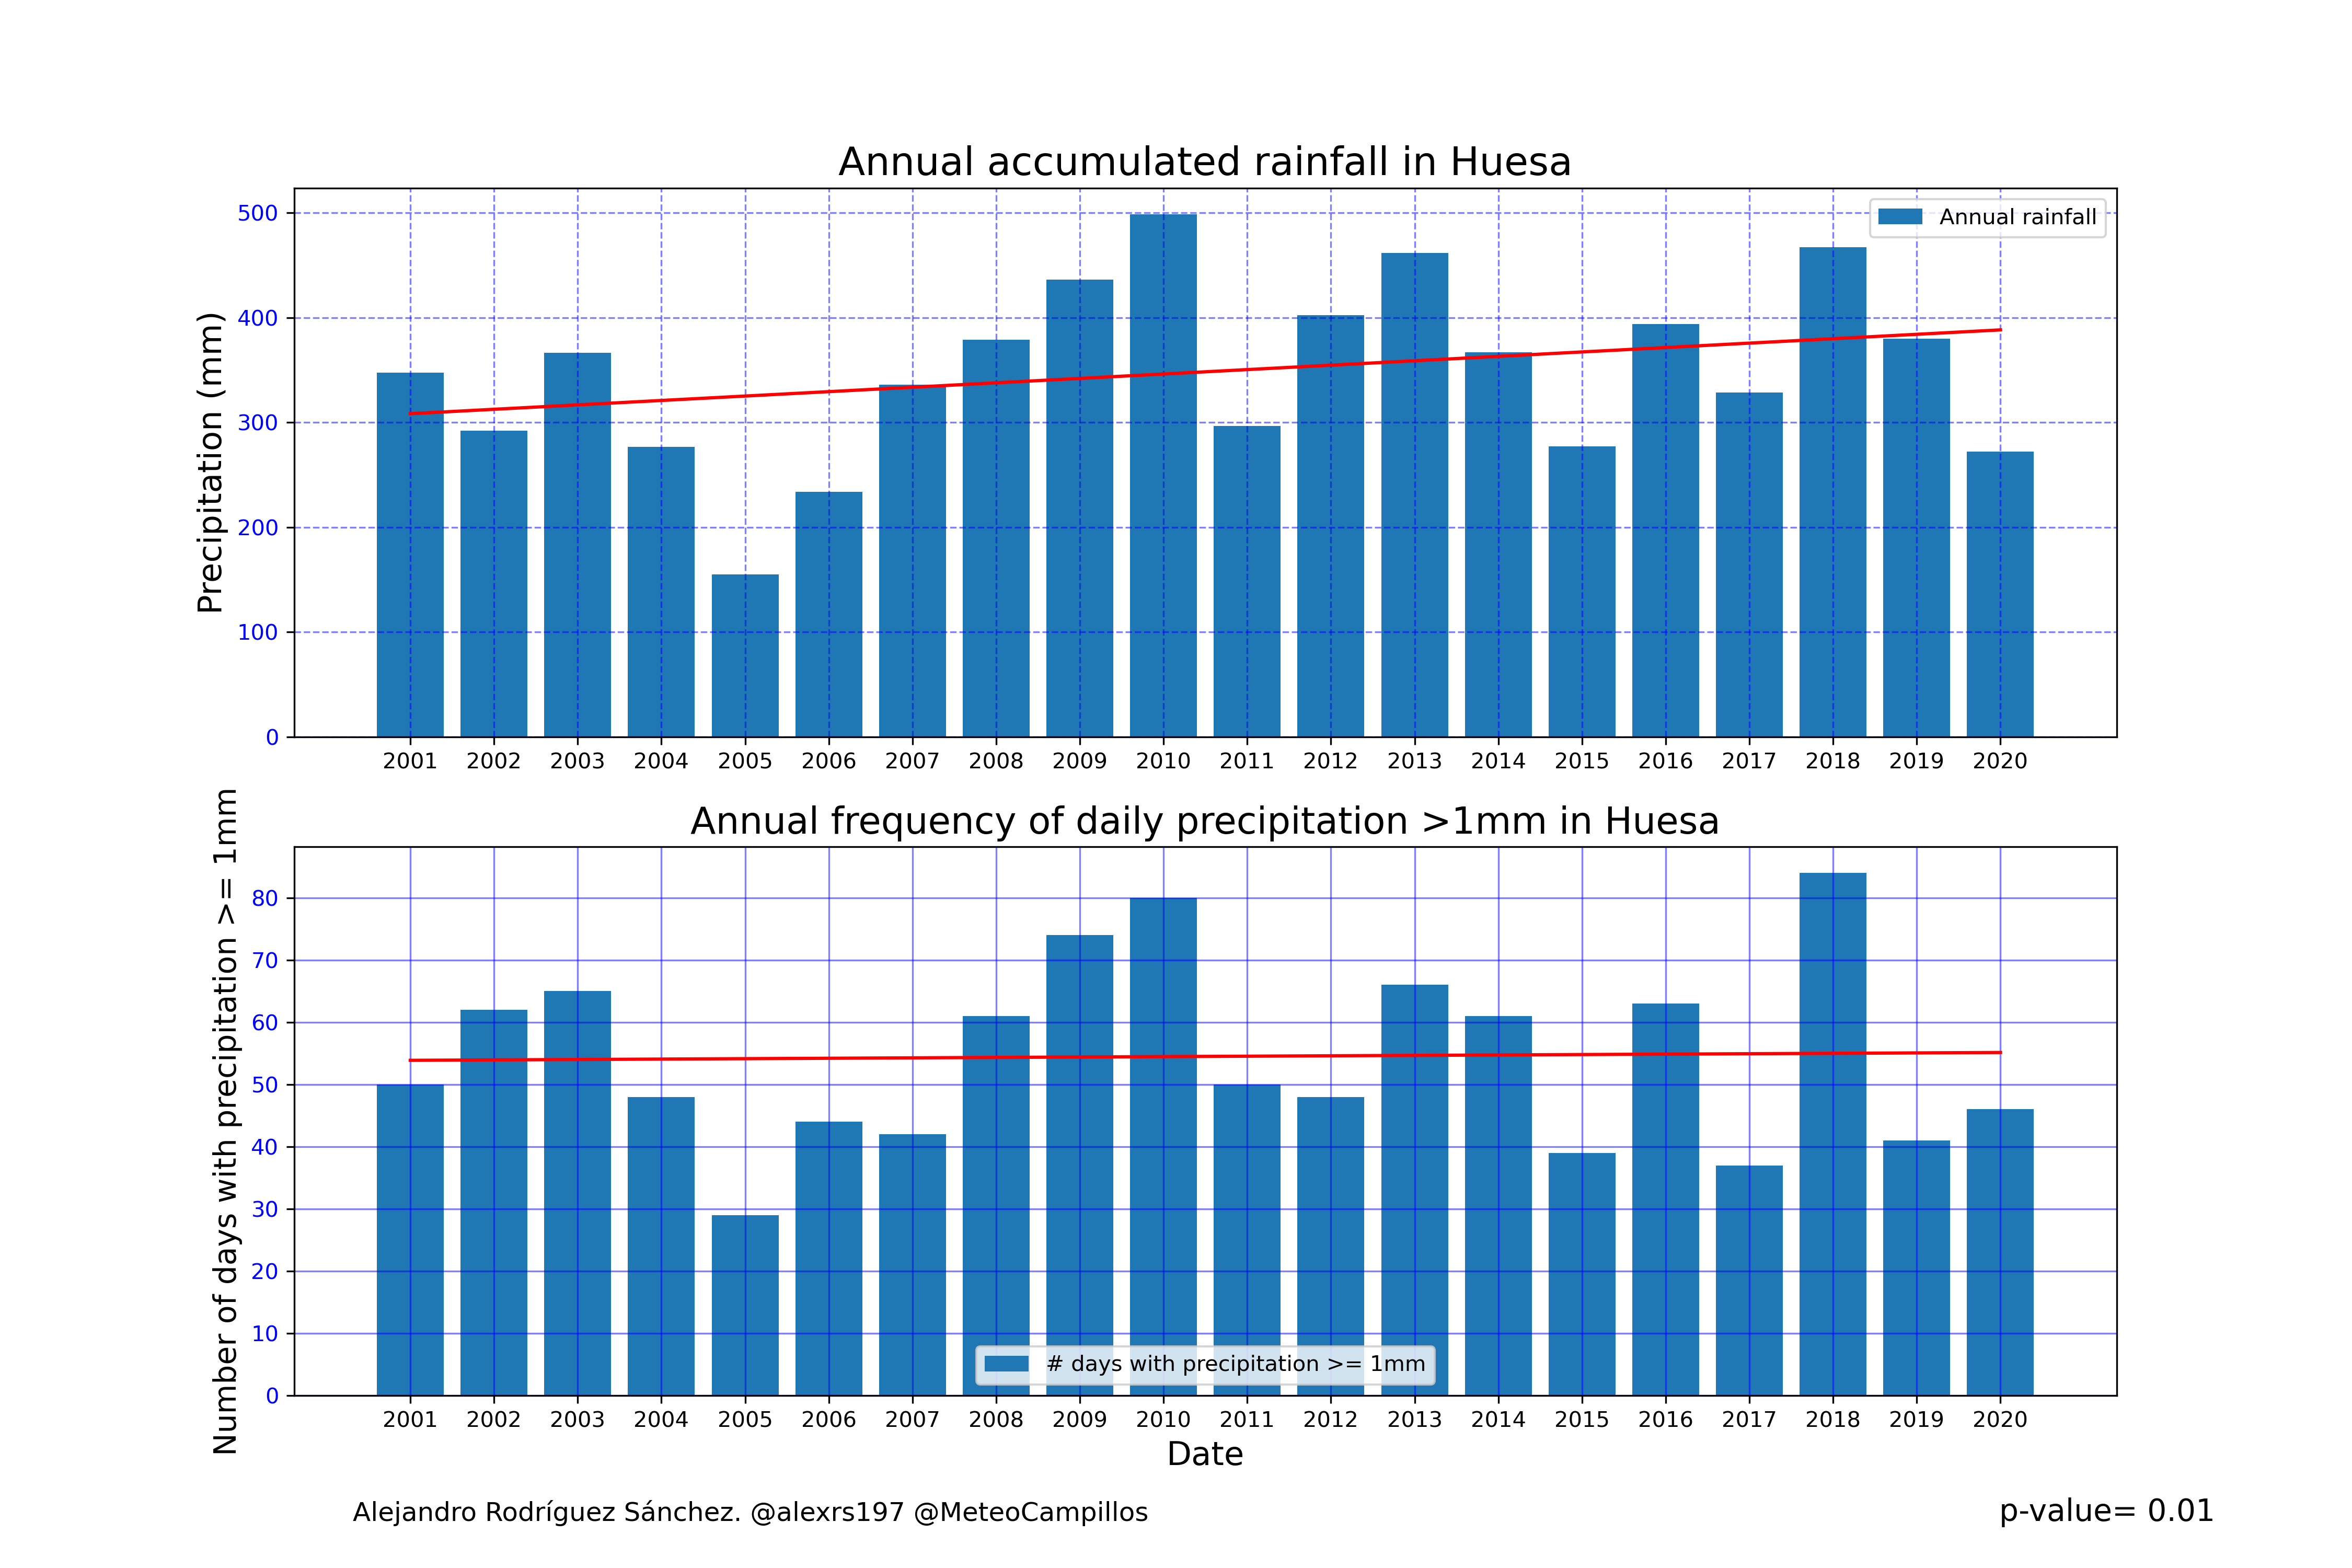 Annual accumulated rainfall in Huesa
Precipitation (mm)
500
400
300
200
100
0
Annual rainfall
2001 2002 2003 2004 2005 2006 2007 2008 2009 2010 2011 2012 2013 2014 2015 2016 2017 2018 2019 2020
Annual frequency of daily precipitation >1mm in Huesa
Number of days with precipitation >= 1mm
80
70
60
50
40
30
20
10
0
# days with precipitation >= 1mm
2001 2002 2003 2004 2005 2006 2007 2008 2009 2010 2011 2012 2013 2014 2015 2016 2017 2018 2019 2020
Date
Alejandro Rodríguez Sánchez. @alexrs197 @MeteoCampillos
p-value= 0.01